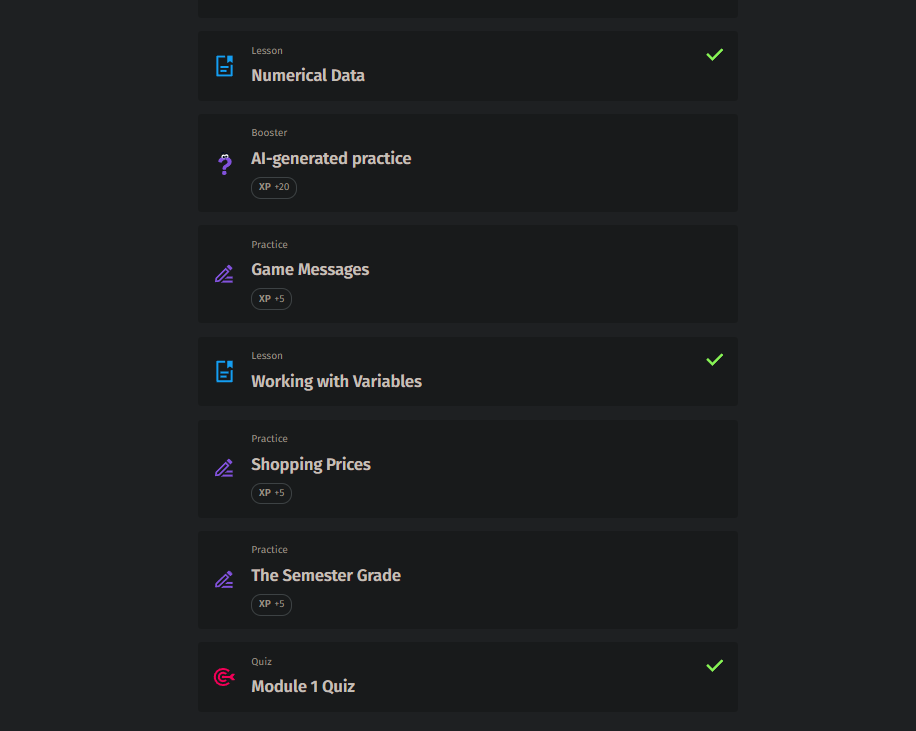 Lesson
Numerical Data
Booster
AI-generated practice
XP +20
Practice
Game Messages
XP +5
Lesson
Working with Variables
Practice
Shopping Prices
XP +5
Practice
The Semester Grade
XP +5
Quiz
Module 1 Quiz